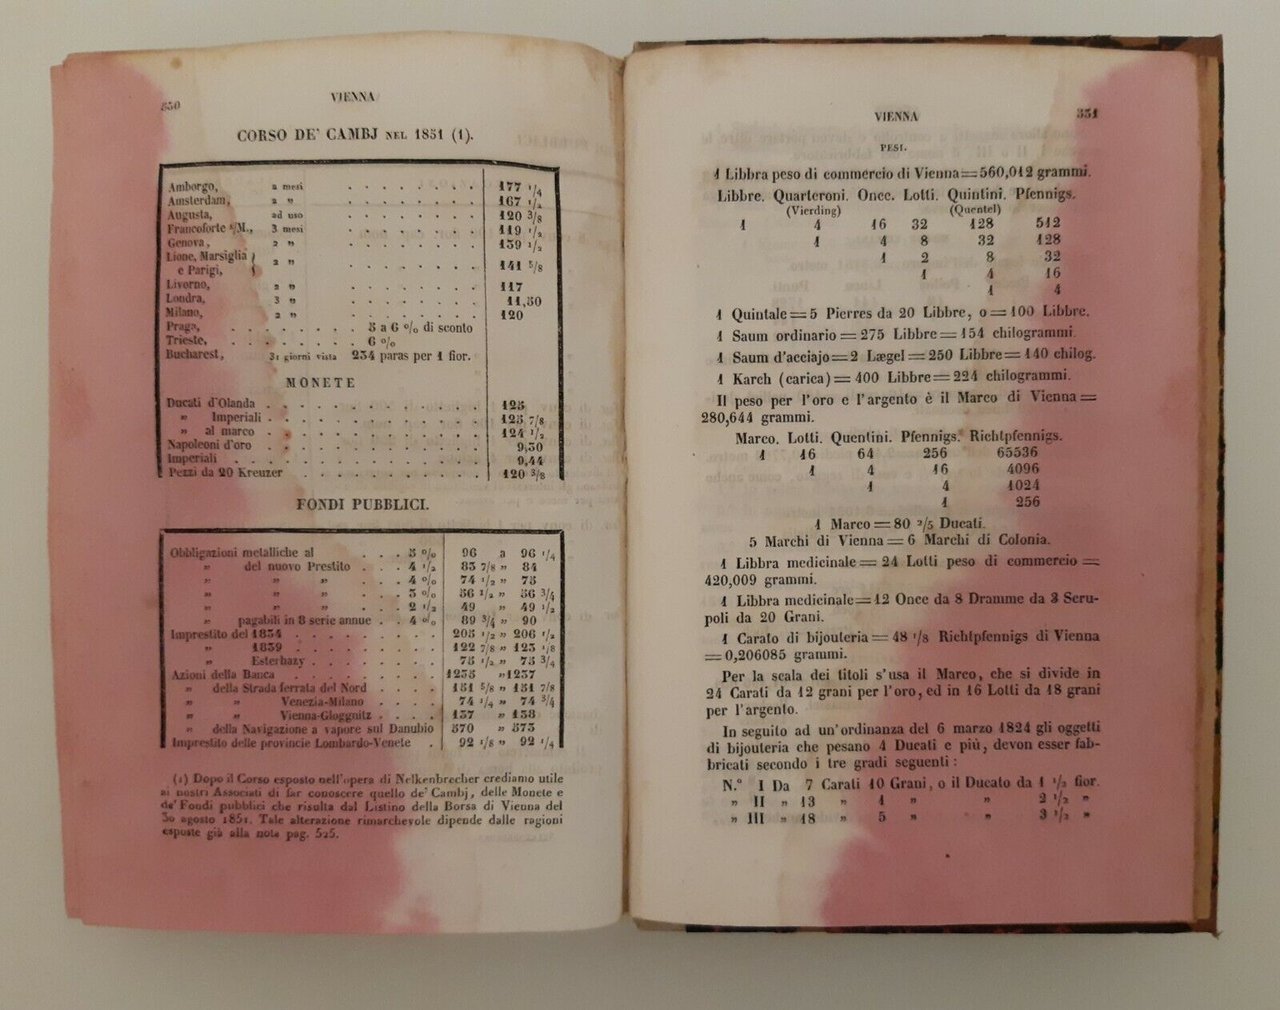 VIENNA
CORSO DE' CAMBJ NEL 1851 (1).
Amborgo, 2 mesi . . . . . . . . 177 1/4
Amsterdam, 2 " . . . . . . . . 167 1/2
Augusta, ad uso . . . . . . . . 120 3/8
Francoforte s/M., 3 mesi . . . . . . . . 119 1/2
Genova, 2 " . . . . . . . . 139 1/2
Lione, Marsiglia
e Parigi, } 2 " . . . . . . . . 141 5/8
Livorno, 2 " . . . . . . . . 117
Londra, 3 " . . . . . . . . 11,50
Milano, 2 " . . . . . . . . 120
Praga, . . . . . . . . 5 a 6 % di sconto
Trieste, . . . . . . . . 6 %
Bucharest, 31 giorni vista 234 paras per 1 fior.
MONETE
Ducati d'Olanda . . . . . . . . 125
" Imperiali . . . . . . . . 125 7/8
" al marco . . . . . . . . 124 1/2
Napoleoni d'oro . . . . . . . . 9,30
Imperiali . . . . . . . . 9,44
Pezzi da 20 Kreuzer . . . . . . . . 120 3/8
FONDI PUBBLICI.
Obbligazioni metalliche al . . . 5 % 96 a 96 1/4
" del nuovo Prestito . . . 4 1/2 83 7/8 " 84
" " " . . . 4 % 74 1/2 " 75
" " " . . . 3 % 56 1/2 " 56 3/4
" " " . . . 2 1/2 49 " 49 1/2
" pagabili in 8 serie annue . . 4 % 89 3/4 " 90
Imprestito del 1834 . . . . . . . . 205 1/2 " 206 1/2
" 1839 . . . . . . . . 122 7/8 " 123 1/8
" Esterhazy . . . . . . . . 75 1/2 " 75 3/4
Azioni della Banca . . . . . . . . 1235 " 1237
" della Strada ferrata del Nord . . . . 151 5/8 " 151 7/8
" " Venezia-Milano . . . . 74 1/4 " 74 3/4
" " Vienna-Gloggnitz . . . . 157 " 158
" della Navigazione a vapore sul Danubio 570 " 573
Imprestito delle provincie Lombardo-Venete . 92 1/8 " 92 1/4
(1) Dopo il Corso esposto nell'opera di Nelkenbrecher crediamo utile
ai nostri Associati di far conoscere quello de' Cambj, delle Monete e
de' Fondi pubblici che risulta dal Listino della Borsa di Vienna del
30 agosto 1851. Tale alterazione rimarchevole dipende dalle ragioni
esposte già alla nota pag. 525.
VIENNA 331
PESI.
1 Libbra peso di commercio di Vienna=560,012 grammi.
Libbre. Quarteroni. Once. Lotti. Quintini. Pfennigs.
(Vierding) (Quentel)
1 4 16 32 128 512
1 4 8 32 128
1 2 8 32
1 4 16
1 4
1 Quintale=5 Pierres da 20 Libbre, o=100 Libbre.
1 Saum ordinario=275 Libbre=154 chilogrammi.
1 Saum d'acciajo=2 Lægel=250 Libbre=140 chilog.
1 Karch (carica)=400 Libbre=224 chilogrammi.
Il peso per l'oro e l'argento è il Marco di Vienna=
280,644 grammi.
Marco. Lotti. Quentini. Pfennigs. Richtpfennigs.
1 16 64 256 65536
1 4 16 4096
1 4 1024
1 256
1 Marco=80 2/5 Ducati.
5 Marchi di Vienna=6 Marchi di Colonia.
1 Libbra medicinale=24 Lotti peso di commercio=
420,009 grammi.
1 Libbra medicinale=12 Once da 8 Dramme da 3 Scru-
poli da 20 Grani.
1 Carato di bijouteria=48 1/8 Richtpfennigs di Vienna
=0,206085 grammi.
Per la scala dei titoli s'usa il Marco, che si divide in
24 Carati da 12 grani per l'oro, ed in 16 Lotti da 18 grani
per l'argento.
In seguito ad un'ordinanza del 6 marzo 1824 gli oggetti
di bijouteria che pesano 4 Ducati e più, devon esser fab-
bricati secondo i tre gradi seguenti:
N.° I Da 7 Carati 10 Grani, o il Ducato da 1 1/2 fior.
" II " 13 " 1 " " 2 1/2 "
" III " 18 " 5 " " 3 1/2 "